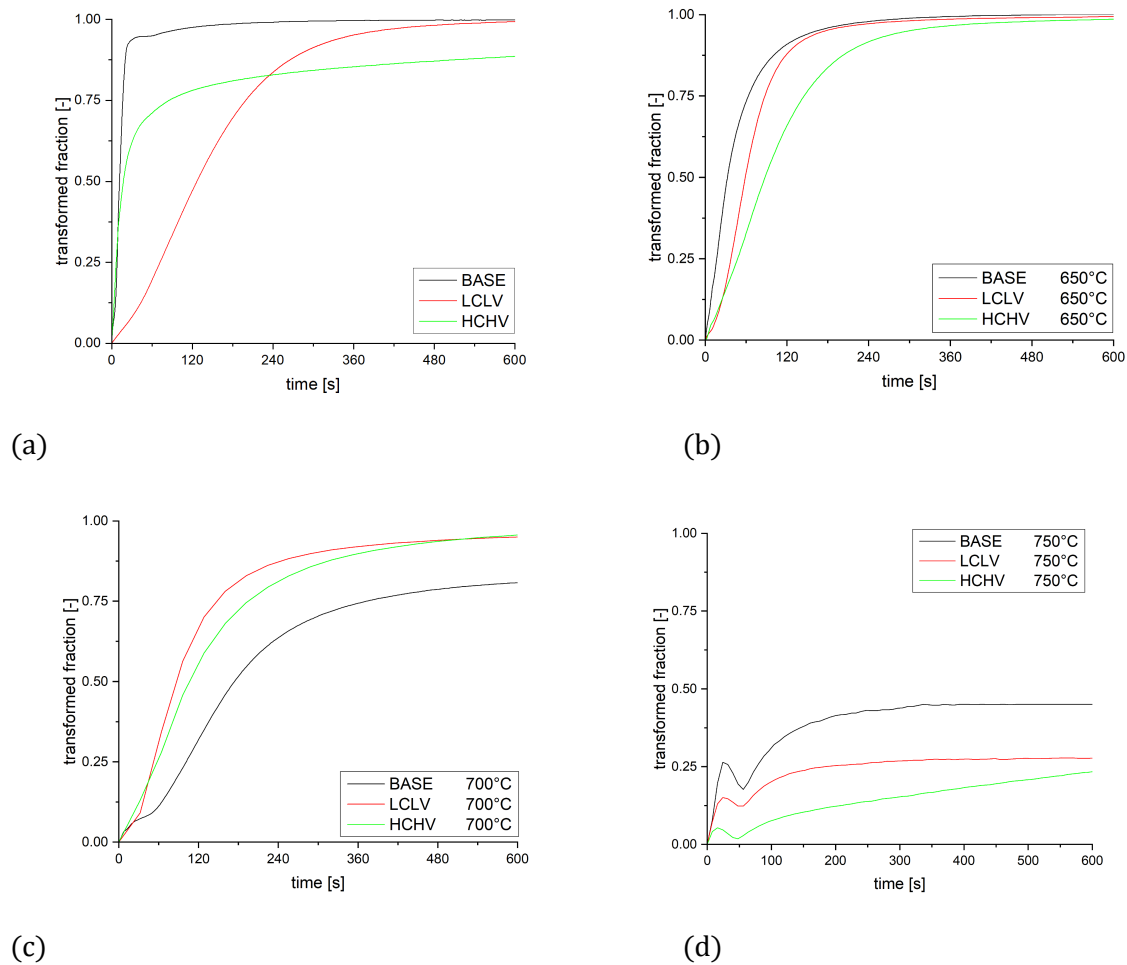 1.00
0.75
0.50
0.25
0.00
transformed fraction [-]
0 120 240 360 480 600
time [s]
BASE
LCLV
HCHV
(a)
1.00
0.75
0.50
0.25
0.00
transformed fraction [-]
0 120 240 360 480 600
time [s]
BASE 650°C
LCLV 650°C
HCHV 650°C
(b)
1.00
0.75
0.50
0.25
0.00
transformed fraction [-]
0 120 240 360 480 600
time [s]
BASE 700°C
LCLV 700°C
HCHV 700°C
(c)
1.00
0.75
0.50
0.25
0.00
transformed fraction [-]
0 100 200 300 400 500 600
time [s]
BASE 750°C
LCLV 750°C
HCHV 750°C
(d)